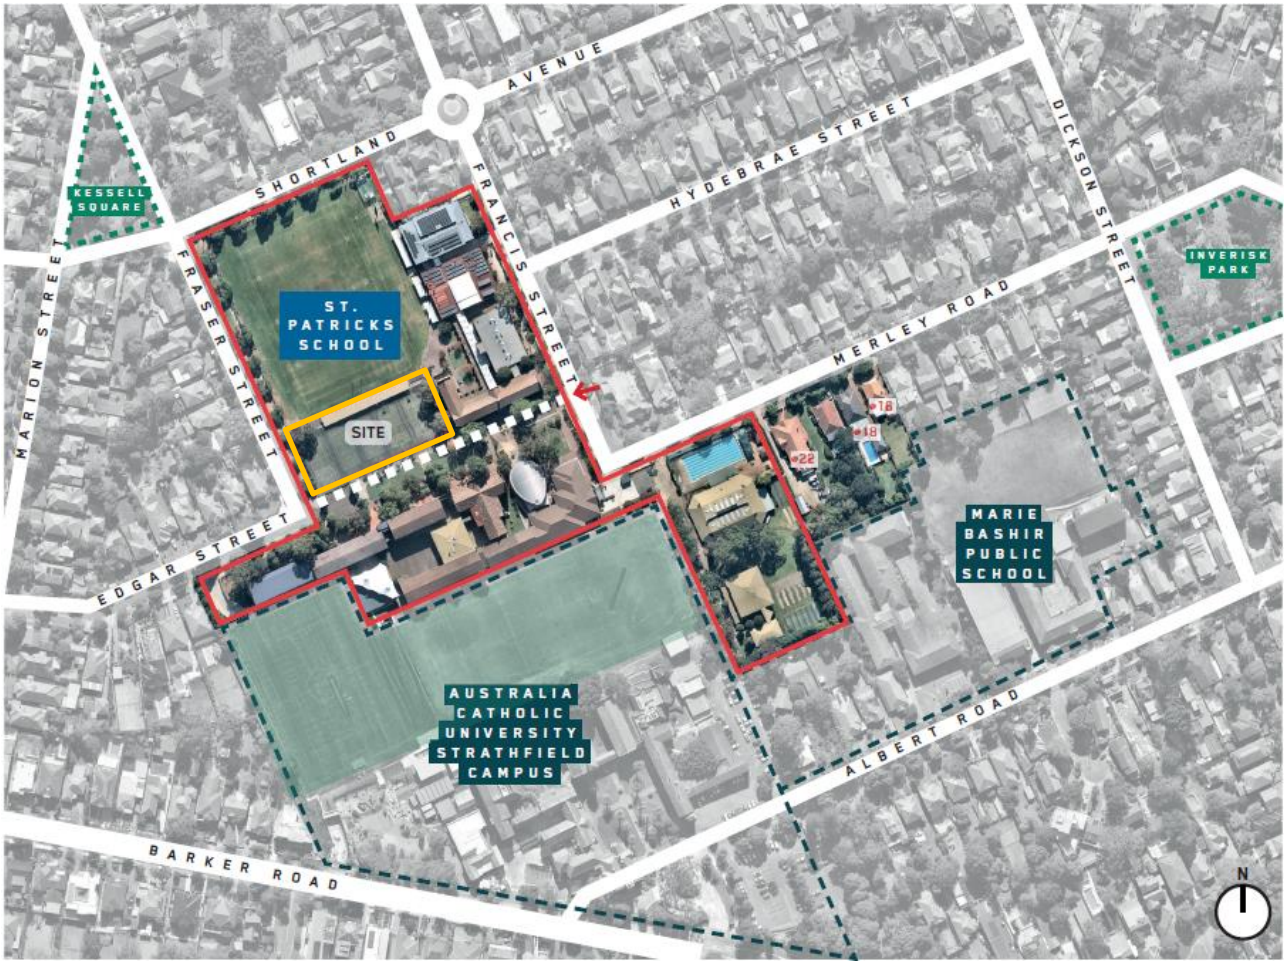 AVENUE
SHORTLAND
HYDEBRAE STREET
DICKSON STREET
FRANCIS STREET
KESSELL
SQUARE
MARION STREET
FRASER STREET
INVERISK
PARK
MERLEY ROAD
ST.
PATRICKS
SCHOOL
SITE
#18
#18
#22
MARIE
BASHIR
PUBLIC
SCHOOL
EDGAR STREET
AUSTRALIA
CATHOLIC
UNIVERSITY
STRATHFIELD
CAMPUS
ALBERT ROAD
BARKER ROAD
N